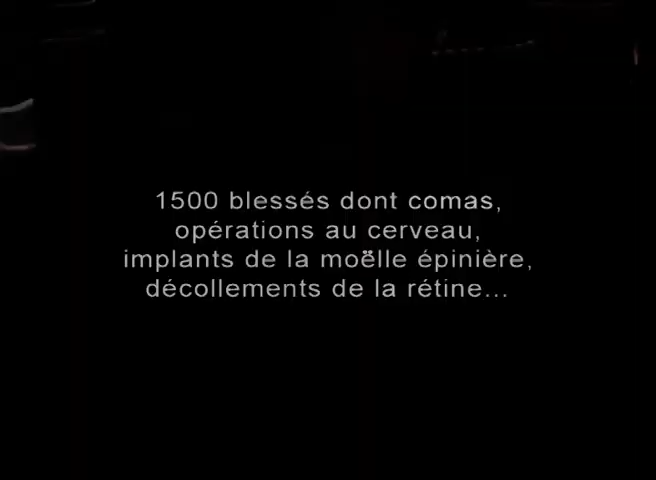 1500 blessés dont comas,
opérations au cerveau,
implants de la moëlle épinière,
décollements de la rétine...